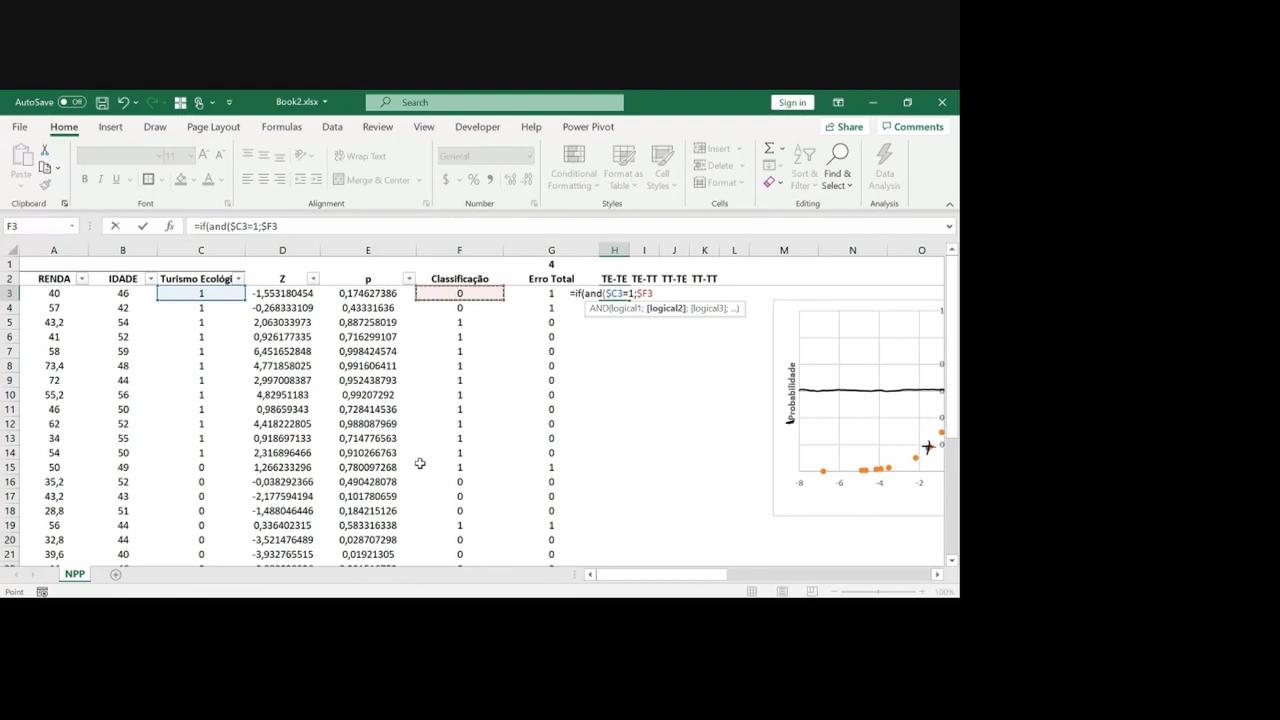 AutoSave Off Book2.xlsx Search Sign in
File Home Insert Draw Page Layout Formulas Data Review View Developer Help Power Pivot Share Comments
Paste 11 Wrap Text General Insert Delete Format
B I U Merge & Center $ % Conditional Formatting Format as Table Cell Styles Sort & Filter Find & Select Data Analysis
Clipboard Font Alignment Number Styles Cells Editing Analysis
F3 fx =if(and($C3=1;$F3
A B C D E F G H I J K L M N O
1 4
2 RENDA IDADE Turismo Ecológi Z p Classificação Erro Total TE-TE TE-TT TT-TE TT-TT
3 40 46 1 -1,553180454 0,174627386 0 1 =if(and($C3=1;$F3
AND(logical1; [logical2]; [logical3]; ...)
4 57 42 1 -0,268333109 0,43331636 0 1
5 43,2 54 1 2,063033973 0,887258019 1 0
6 41 52 1 0,926177335 0,716299107 1 0
7 58 59 1 6,451652848 0,998424574 1 0
8 73,4 48 1 4,771858025 0,991606411 1 0
9 72 44 1 2,997008387 0,952438793 1 0
10 55,2 56 1 4,82951183 0,99207292 1 0
11 46 50 1 0,98659343 0,728414536 1 0
12 62 52 1 4,418222805 0,988087969 1 0
13 34 55 1 0,918697133 0,714776563 1 0
14 54 50 1 2,316896466 0,910266763 1 0
15 50 49 0 1,266233296 0,780097268 1 1
16 35,2 52 0 -0,038292366 0,490428078 0 0
17 43,2 43 0 -2,177594194 0,101780659 0 0
18 28,8 51 0 -1,488046446 0,184215126 0 0
19 56 44 0 0,336402315 0,583316338 1 1
20 32,8 44 0 -3,521476489 0,028707298 0 0
21 39,6 40 0 -3,932765515 0,01921305 0 0
Probabilidade
-8 -6 -4 -2
NPP
Point 100%